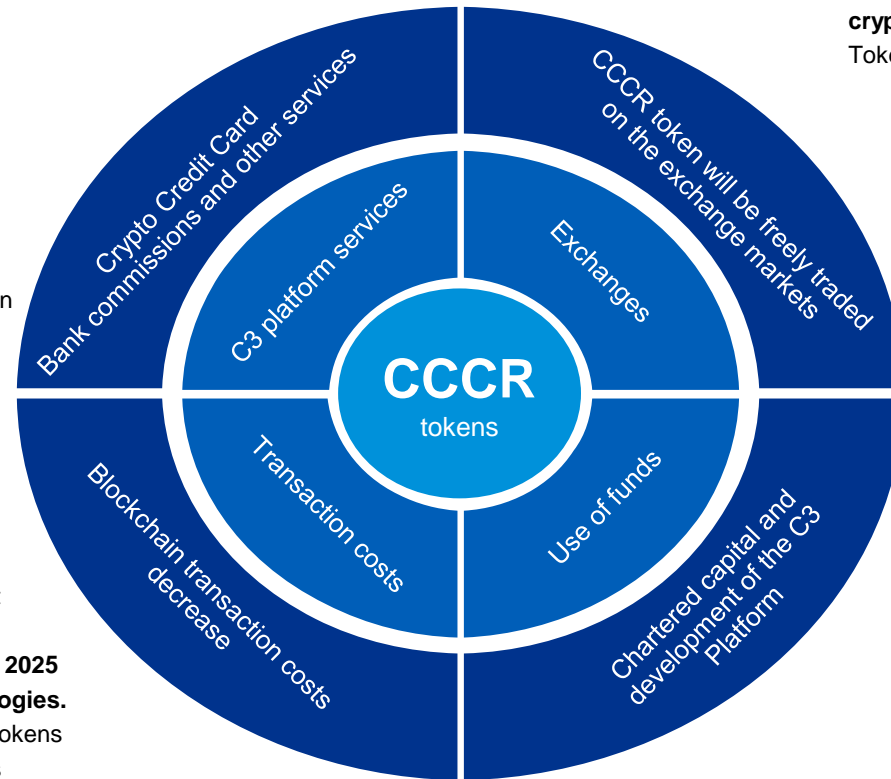 cryp
Toke
Crypto Credit Card
Bank commissions and other services
CCCR token will be freely traded
on the exchange markets
C3 platform services
Exchanges
n
CCCR
tokens
Transaction costs
Use of funds
Blockchain transaction costs
decrease
Chartered capital and
development of the C3
Platform
2025
ogies.
okens